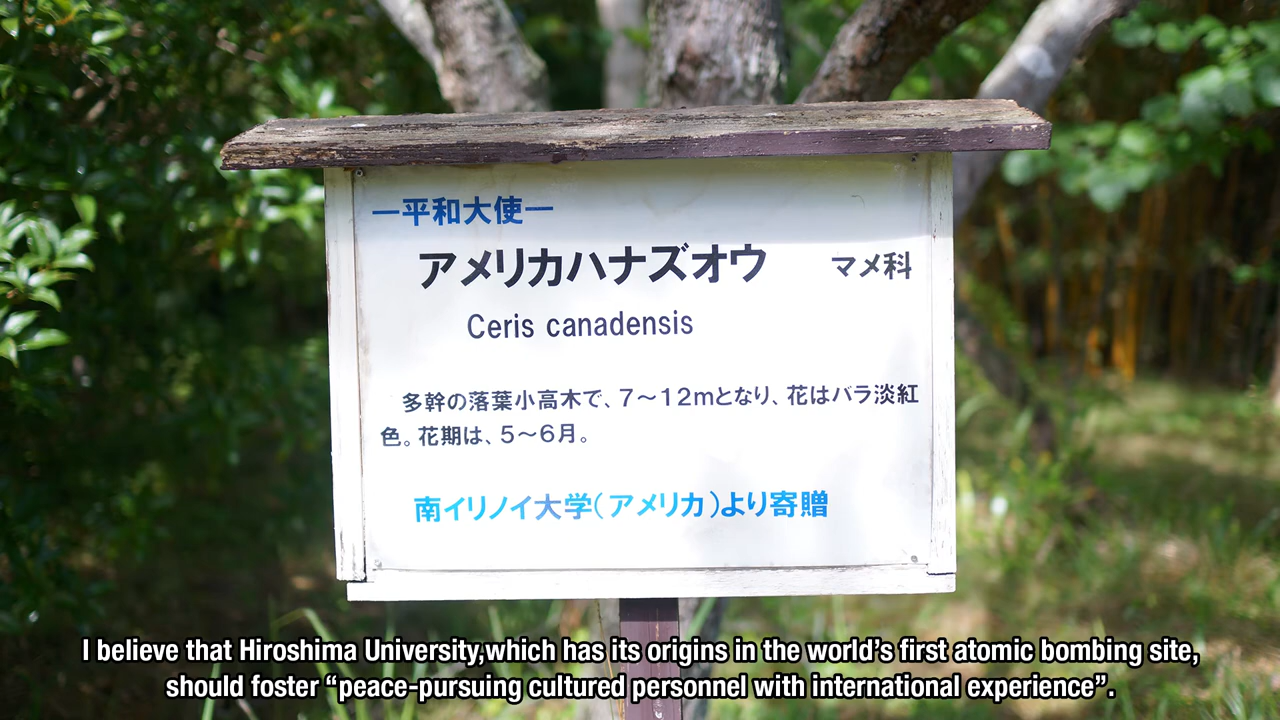 ―平和大使―
アメリカハナズオウ マメ科
Ceris canadensis
多幹の落葉小高木で、7～12mとなり、花はバラ淡紅
色。花期は、5～6月。
南イリノイ大学(アメリカ)より寄贈
I believe that Hiroshima University,which has its origins in the world’s first atomic bombing site,
should foster “peace-pursuing cultured personnel with international experience”.